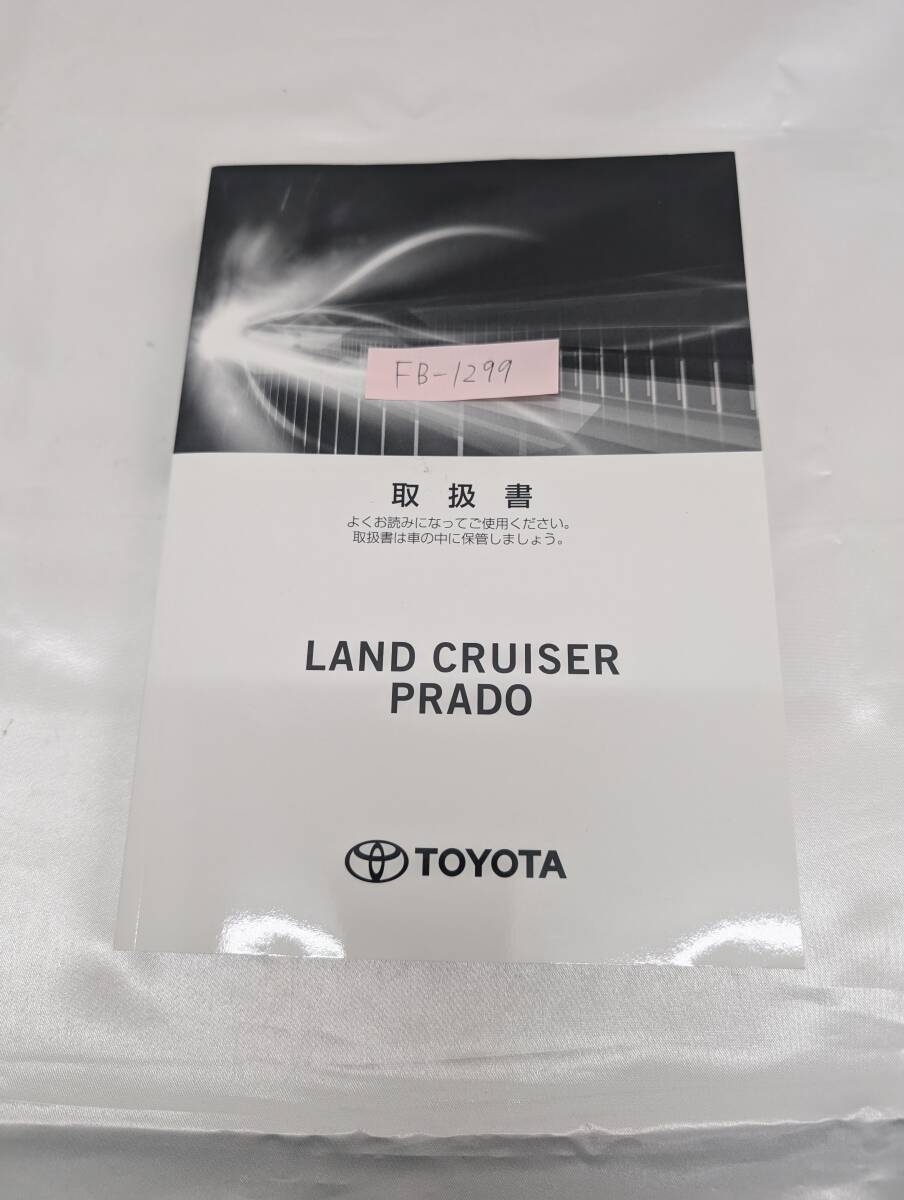 FB-1299
取扱書
よくお読みになってご使用ください。
取扱書は車の中に保管しましょう。
LAND CRUISER
PRADO
TOYOTA